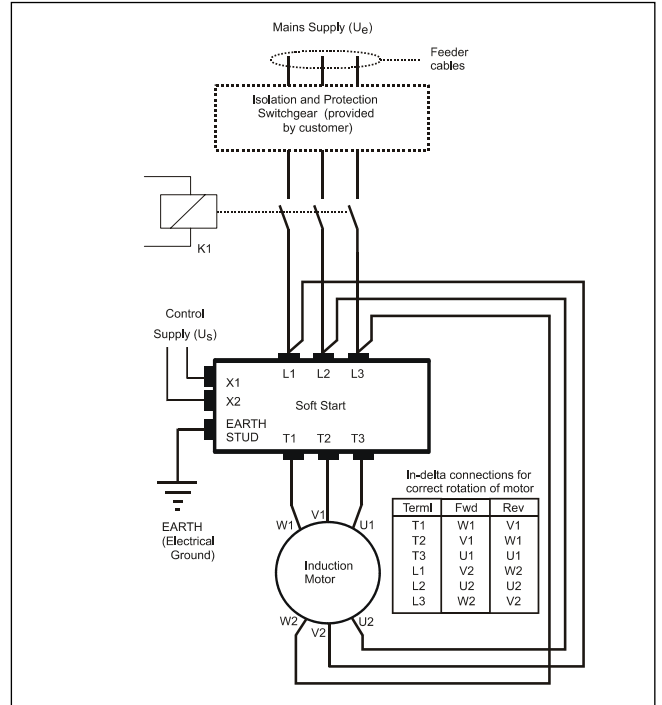 Mains Supply (Ue)
Feeder
cables
Isolation and Protection
Switchgear (provided
by customer)
K1
Control
Supply (Us)
L1 L2 L3
X1
X2
Soft Start
EARTH
STUD
T1 T2 T3
EARTH
(Electrical
Ground)
W1 V1 U1
Induction
Motor
W2 V2 U2
In-delta connections for
correct rotation of motor
Terml Fwd Rev
T1 W1 V1
T2 V1 W1
T3 U1 U1
L1 V2 W2
L2 U2 U2
L3 W2 V2